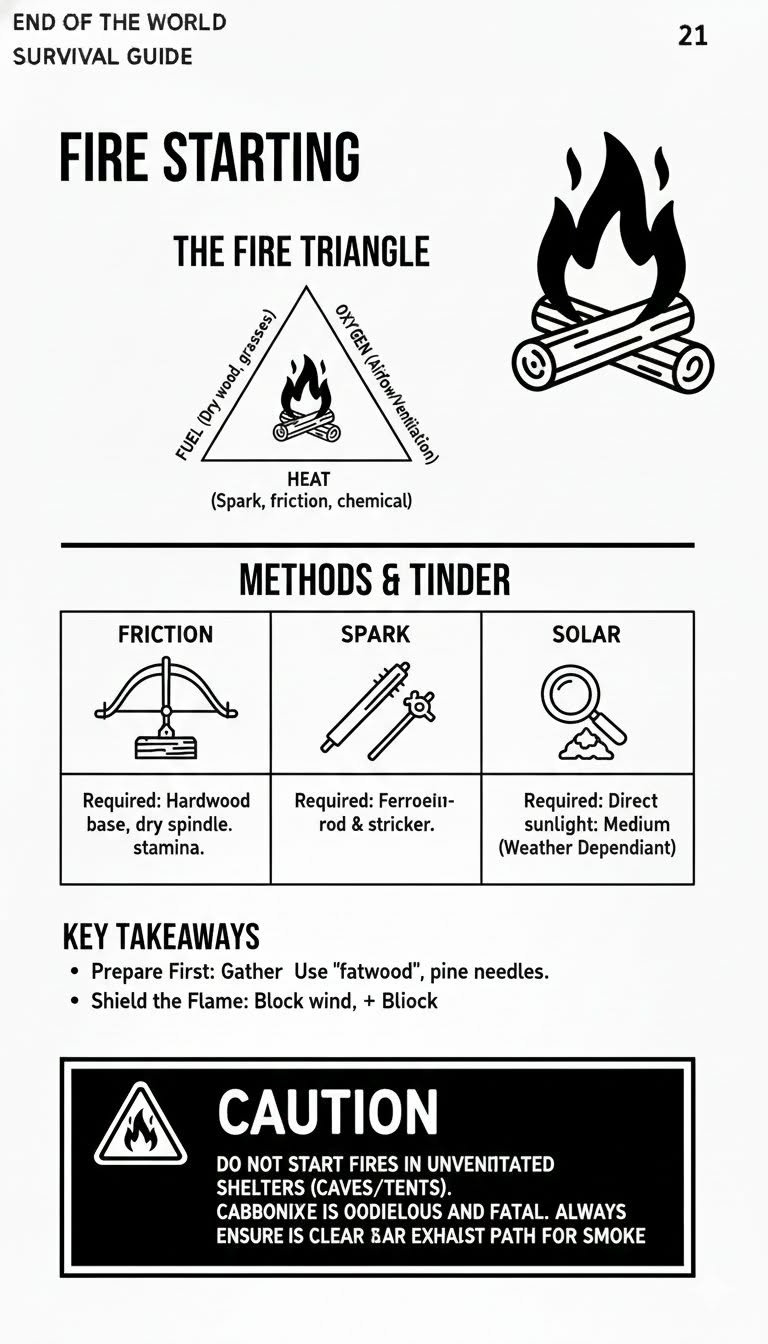 END OF THE WORLD
SURVIVAL GUIDE
21
FIRE STARTING
THE FIRE TRIANGLE
FUEL (Dry wood, grasses)
OXYGEN (Airfow/Ventilation)
HEAT
(Spark, friction, chemical)
METHODS & TINDER
FRICTION
SPARK
SOLAR
Required: Hardwood
base, dry spindle.
stamina.
Required:
rod & stricker.
Required: Direct
sunlight: Medium
(Weather Dependiant)
KEY TAKEAWAYS
• Prepare First: Gather Use "fatwood", pine needles.
• Shield the Flame: Block wind, + Bliock
CAUTION
DO NOT START FIRES IN
SHELTERS (CAVES/TENTS).
CABBONIXE IS OODIELOUS AND FATAL. ALWAYS
ENSURE IS CLEAR BAR EXHAIST PATH FOR SMOKE